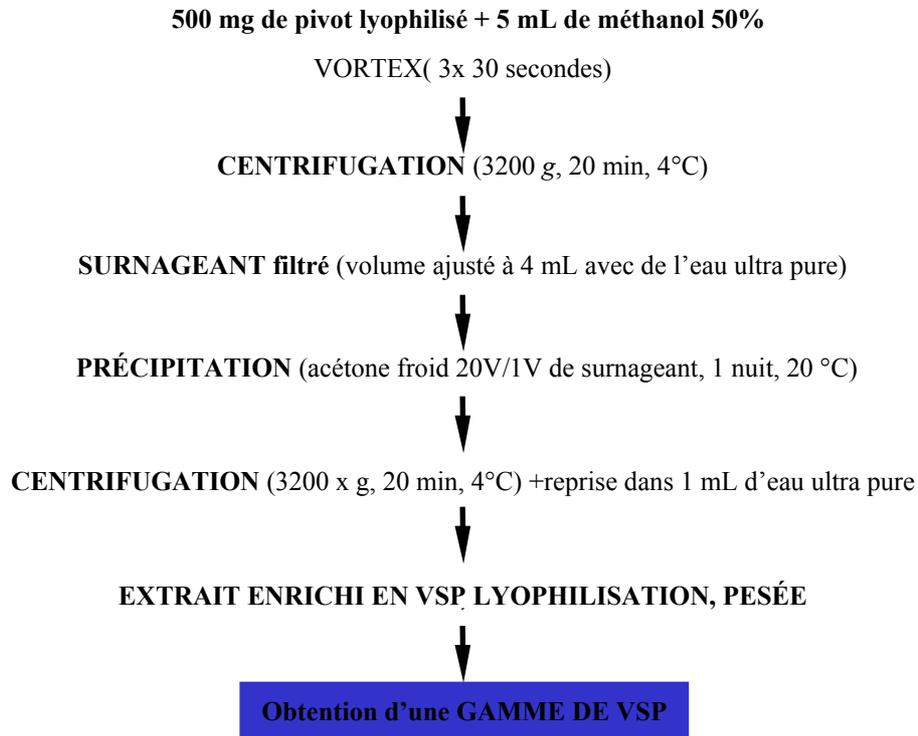 500 mg de pivot lyophilisé + 5 mL de méthanol 50%
VORTEX( 3x 30 secondes)
CENTRIFUGATION (3200 g, 20 min, 4°C)
SURNAGEANT filtré (volume ajusté à 4 mL avec de l’eau ultra pure)
PRÉCIPITATION (acétone froid 20V/1V de surnageant, 1 nuit, 20 °C)
CENTRIFUGATION (3200 x g, 20 min, 4°C) +reprise dans 1 mL d’eau ultra pure
EXTRAIT ENRICHI EN VSP LYOPHILISATION, PESÉE
Obtention d’une GAMME DE VSP